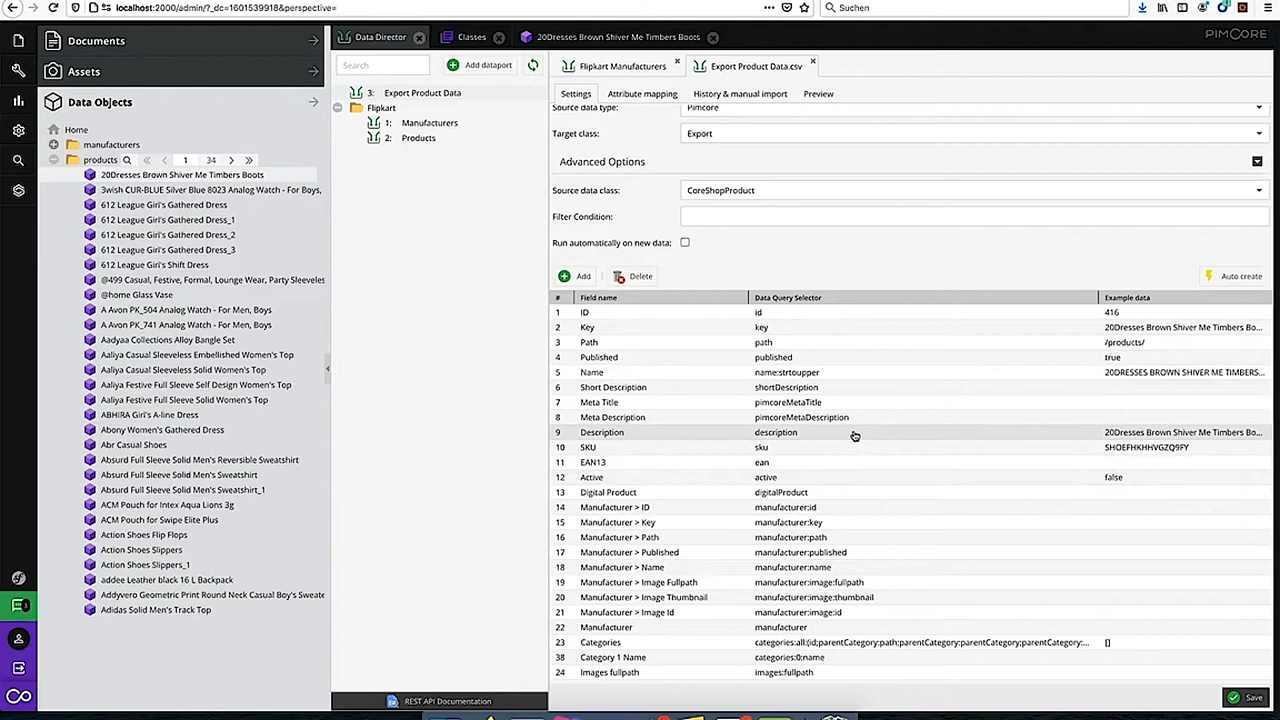 localhost:2000/admin/?_dc=1601539918&perspective=
Suchen
Documents
Assets
Data Objects
Home
manufacturers
products
1
34
20Dresses Brown Shiver Me Timbers Boots
3wish CUR-BLUE Silver Blue 8023 Analog Watch - For Boys,
612 League Girl's Gathered Dress
612 League Girl's Gathered Dress_1
612 League Girl's Gathered Dress_2
612 League Girl's Gathered Dress_3
612 League Girl's Shift Dress
@499 Casual, Festive, Formal, Lounge Wear, Party Sleeveles
@home Glass Vase
A Avon PK_504 Analog Watch - For Men, Boys
A Avon PK_741 Analog Watch - For Men, Boys
Aadyaa Collections Alloy Bangle Set
Aaliya Casual Sleeveless Embellished Women's Top
Aaliya Casual Sleeveless Solid Women's Top
Aaliya Festive Full Sleeve Self Design Women's Top
Aaliya Festive Full Sleeve Solid Women's Top
ABHIRA Girl's A-line Dress
Abony Women's Gathered Dress
Abr Casual Shoes
Absurd Full Sleeve Solid Men's Reversible Sweatshirt
Absurd Full Sleeve Solid Men's Sweatshirt
Absurd Full Sleeve Solid Men's Sweatshirt_1
ACM Pouch for Intex Aqua Lions 3g
ACM Pouch for Swipe Elite Plus
Action Shoes Flip Flops
Action Shoes Slippers
Action Shoes Slippers_1
addee Leather black 16 L Backpack
Addyvero Geometric Print Round Neck Casual Boy's Sweate
Adidas Solid Men's Track Top
Data Director
Classes
20Dresses Brown Shiver Me Timbers Boots
PIMCORE
Search
Add dataport
3: Export Product Data
Flipkart
1: Manufacturers
2: Products
REST API Documentation
Flipkart Manufacturers
Export Product Data.csv
Settings
Attribute mapping
History & manual import
Preview
Source data type: Pimcore
Target class: Export
Advanced Options
Source data class: CoreShopProduct
Filter Condition:
Run automatically on new data:
Add
Delete
Auto create
# Field name Data Query Selector Example data
1 ID id 416
2 Key key 20Dresses Brown Shiver Me Timbers Bo...
3 Path path /products/
4 Published published true
5 Name name:strtoupper 20DRESSES BROWN SHIVER ME TIMBERS...
6 Short Description shortDescription
7 Meta Title pimcoreMetaTitle
8 Meta Description pimcoreMetaDescription
9 Description description 20Dresses Brown Shiver Me Timbers Bo...
10 SKU sku SHOEFHKHHVGZQ9FY
11 EAN13 ean
12 Active active false
13 Digital Product digitalProduct
14 Manufacturer > ID manufacturer:id
15 Manufacturer > Key manufacturer:key
16 Manufacturer > Path manufacturer:path
17 Manufacturer > Published manufacturer:published
18 Manufacturer > Name manufacturer:name
19 Manufacturer > Image Fullpath manufacturer:image:fullpath
20 Manufacturer > Image Thumbnail manufacturer:image:thumbnail
21 Manufacturer > Image Id manufacturer:image:id
22 Manufacturer manufacturer
23 Categories categories:all:(id;parentCategory:path;parentCategory:parentCategory;parentCategory:... []
38 Category 1 Name categories:0:name
24 Images fullpath images:fullpath
Save